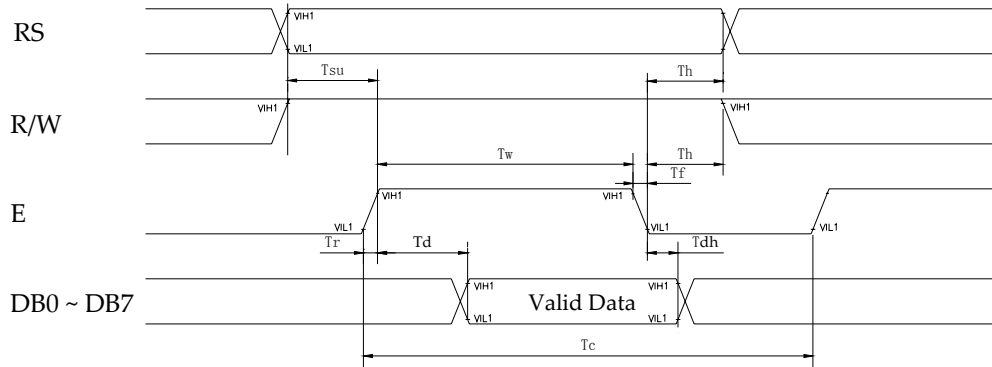 RS
VIH1
VIH1
VIL1
Tsu
Th
R/W
VIH1
VIH1
Tw
Th
Tf
E
VIH1
VIH1
VIL1
VIL1
VIL1
Tr
Td
Tdh
DB0 ~ DB7
VIH1
Valid Data
VIH1
VIL1
VIL1
Tc